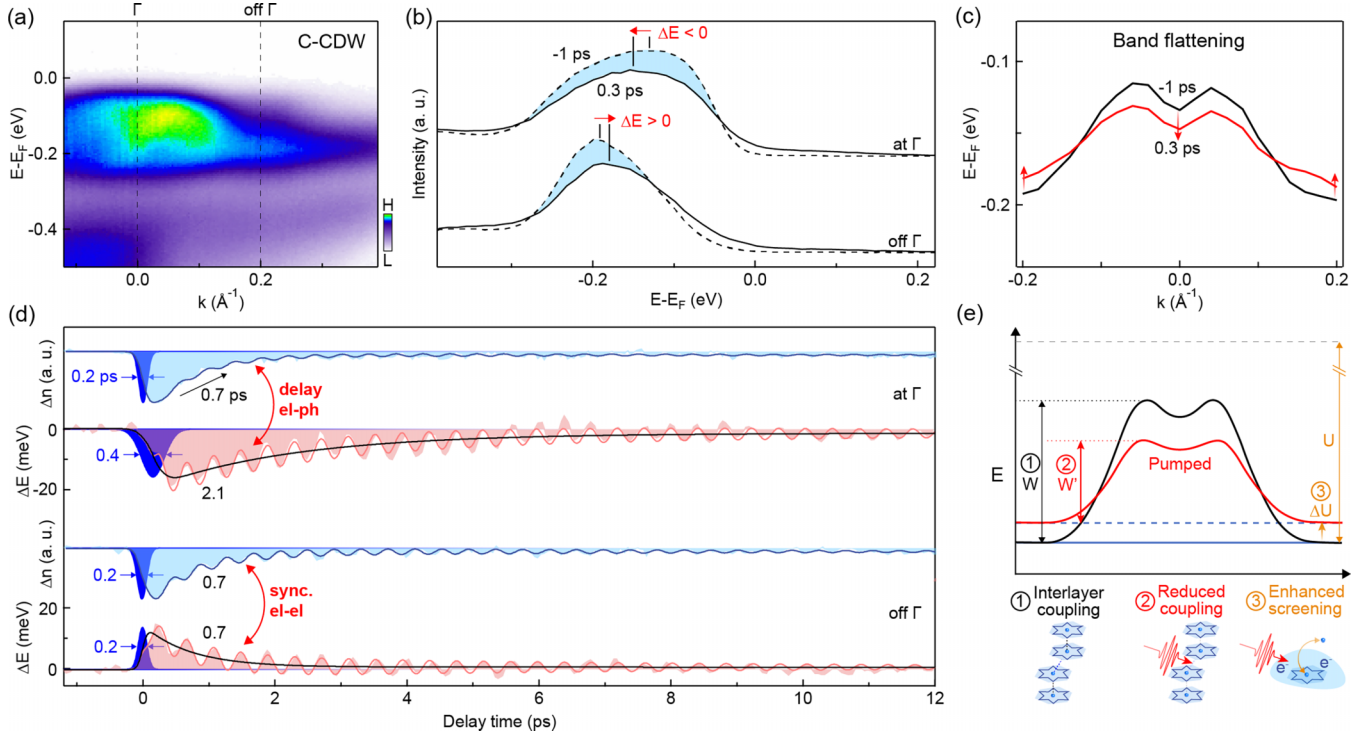 (a)
Γ
off Γ
C-CDW
0.0
-0.2
-0.4
E-E_F (eV)
H
L
0.0
0.2
k (Å⁻¹)
(b)
ΔE < 0
-1 ps
0.3 ps
ΔE > 0
at Γ
off Γ
Intensity (a. u.)
-0.2
0.0
0.2
E-E_F (eV)
(c)
Band flattening
-0.1
-1 ps
0.3 ps
-0.2
E-E_F (eV)
-0.2
0.0
0.2
k (Å⁻¹)
(d)
Δn (a. u.)
0.2 ps
0.7 ps
delay
el-ph
at Γ
0
-20
ΔE (meV)
0.4
2.1
Δn (a. u.)
0.2
0.7
sync.
el-el
off Γ
20
0
ΔE (meV)
0.2
0.7
0
2
4
6
8
10
12
Delay time (ps)
(e)
E
① W
② W'
Pumped
U
③ ΔU
① Interlayer
coupling
② Reduced
coupling
③ Enhanced
screening
e⁻
e⁻